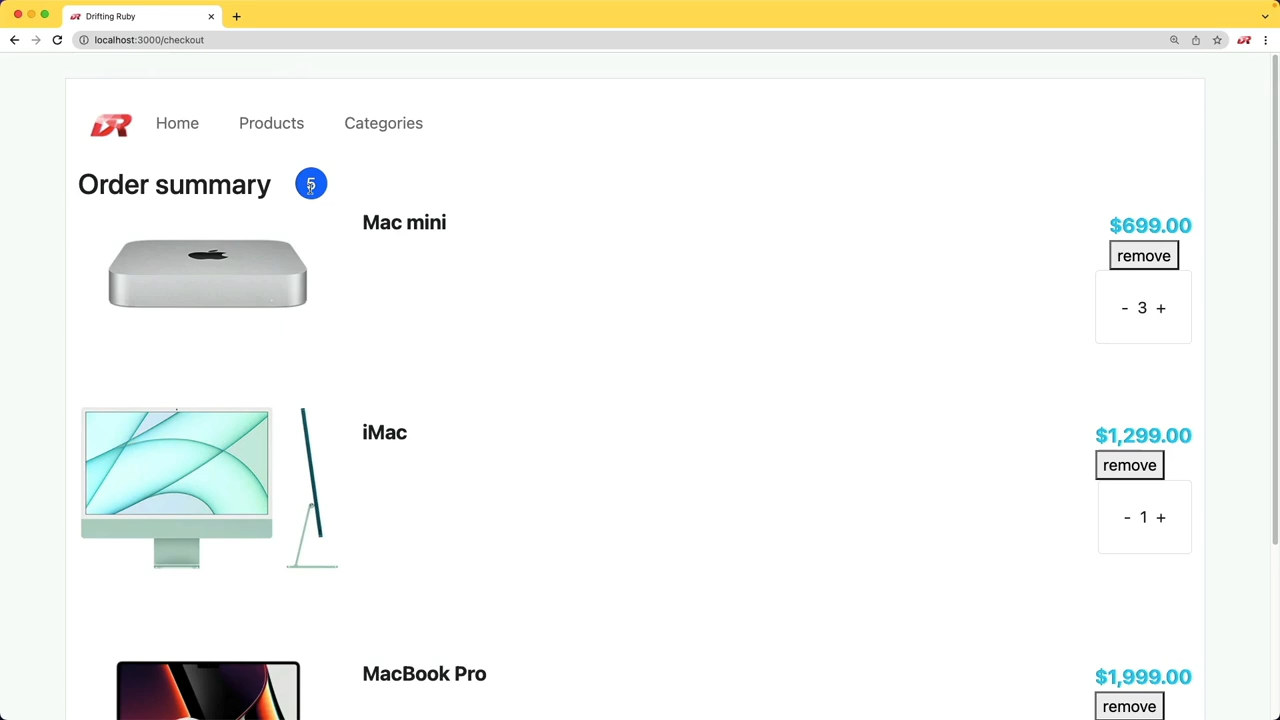 Drifting Ruby
localhost:3000/checkout
DR
Home Products Categories
Order summary 5
Mac mini $699.00
remove
- 3 +
iMac $1,299.00
remove
- 1 +
MacBook Pro $1,999.00
remove